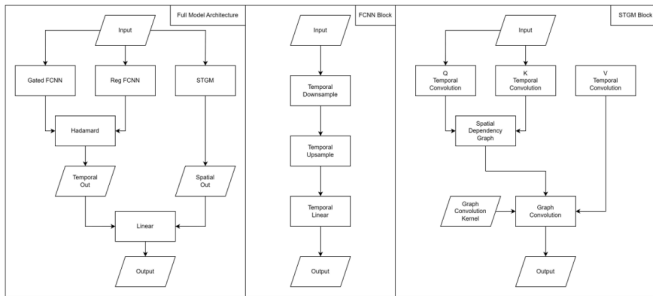 Full Model Architecture
Input
Gated FCNN
Reg FCNN
STGM
Hadamard
Temporal
Out
Spatial
Out
Linear
Output
FCNN Block
Input
Temporal
Downsample
Temporal
Upsample
Temporal
Linear
Output
STGM Block
Input
Q
Temporal
Convolution
K
Temporal
Convolution
V
Temporal
Convolution
Spatial
Dependency
Graph
Graph
Convolution
Kernel
Graph
Convolution
Output